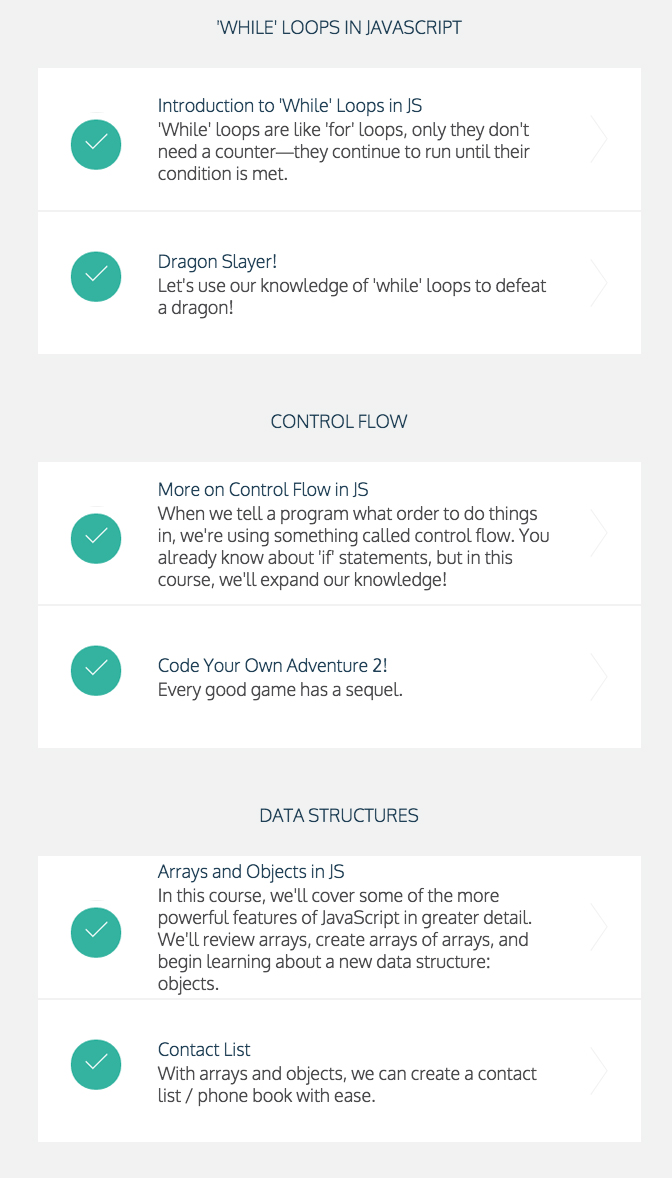 'WHILE' LOOPS IN JAVASCRIPT
Introduction to 'While' Loops in JS
'While' loops are like 'for' loops, only they don't
need a counter—they continue to run until their
condition is met.
Dragon Slayer!
Let's use our knowledge of 'while' loops to defeat
a dragon!
CONTROL FLOW
More on Control Flow in JS
When we tell a program what order to do things
in, we're using something called control flow. You
already know about 'if' statements, but in this
course, we'll expand our knowledge!
Code Your Own Adventure 2!
Every good game has a sequel.
DATA STRUCTURES
Arrays and Objects in JS
In this course, we'll cover some of the more
powerful features of JavaScript in greater detail.
We'll review arrays, create arrays of arrays, and
begin learning about a new data structure:
objects.
Contact List
With arrays and objects, we can create a contact
list / phone book with ease.